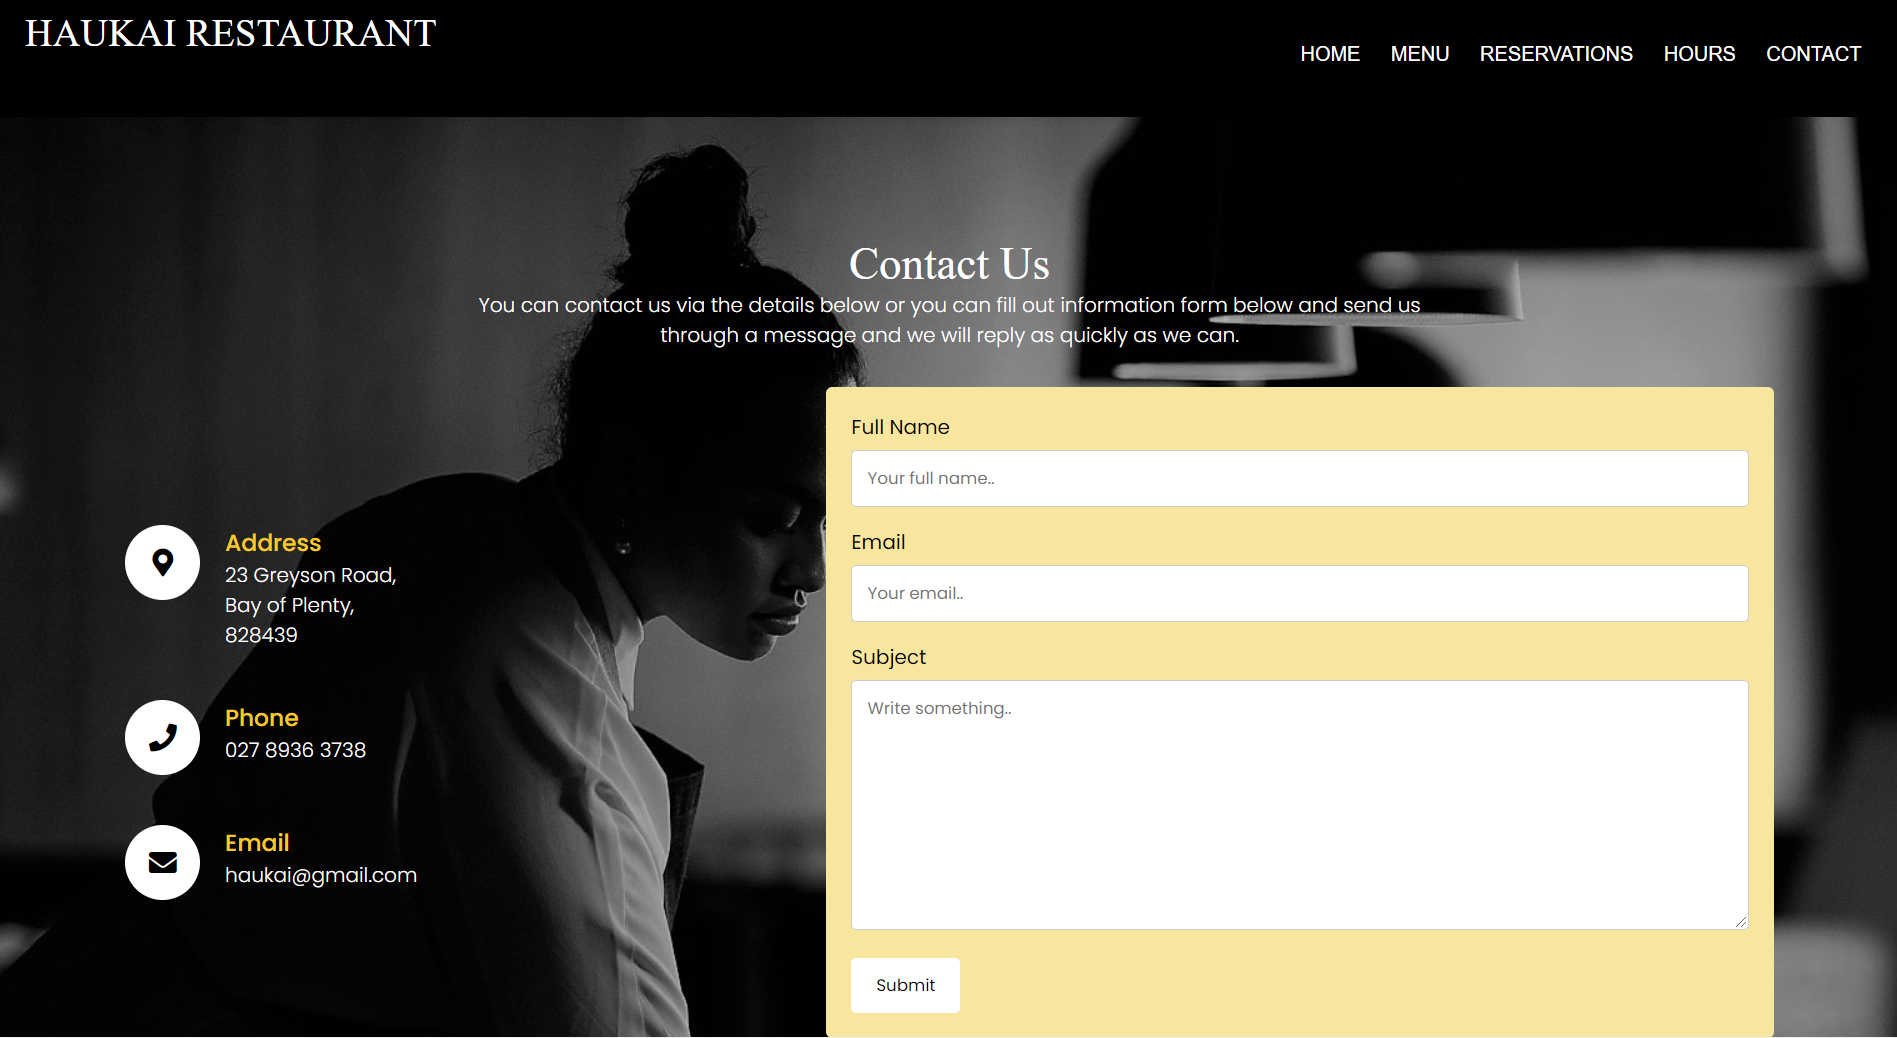 HAUKAI RESTAURANT
HOME MENU RESERVATIONS HOURS CONTACT
Contact Us
You can contact us via the details below or you can fill out information form below and send us
through a message and we will reply as quickly as we can.
Address
23 Greyson Road,
Bay of Plenty,
828439
Phone
027 8936 3738
Email
haukai@gmail.com
Full Name
Your full name..
Email
Your email..
Subject
Write something..
Submit